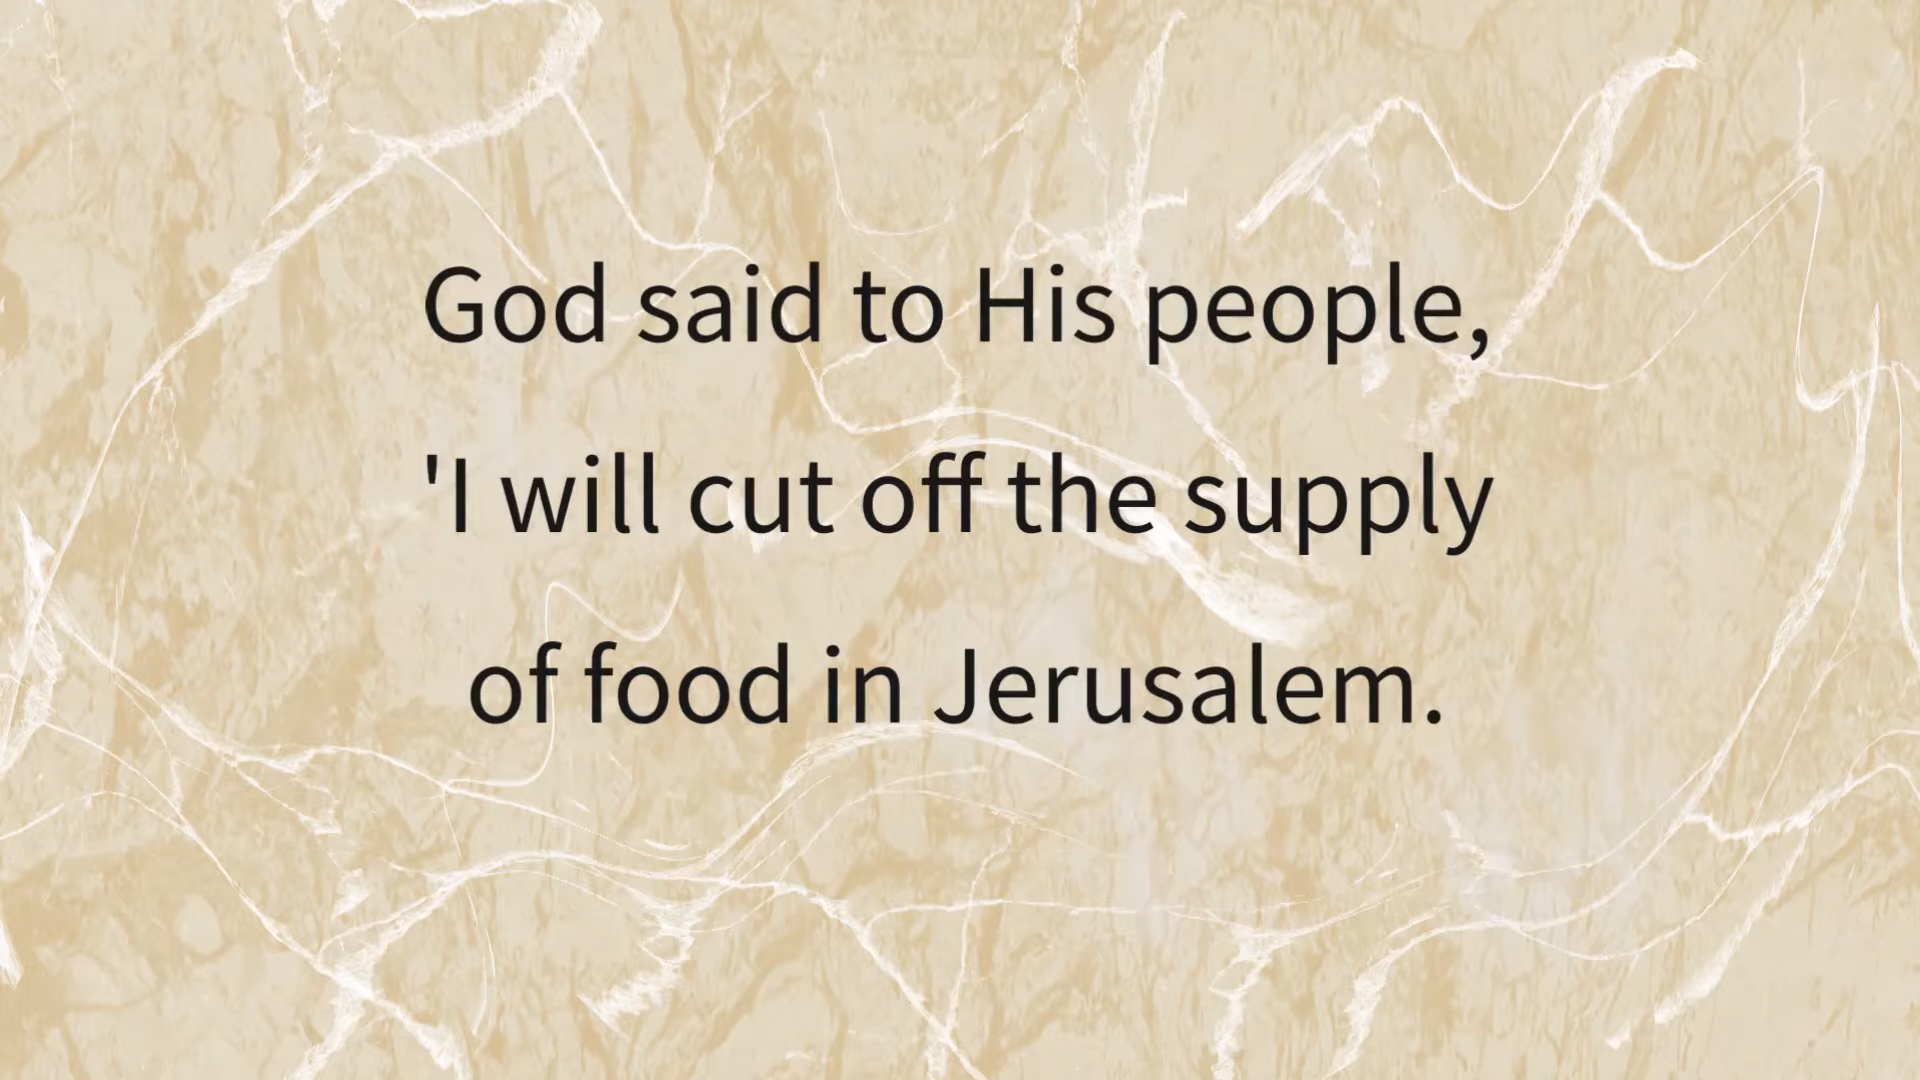 God said to His people,
'I will cut off the supply
of food in Jerusalem.